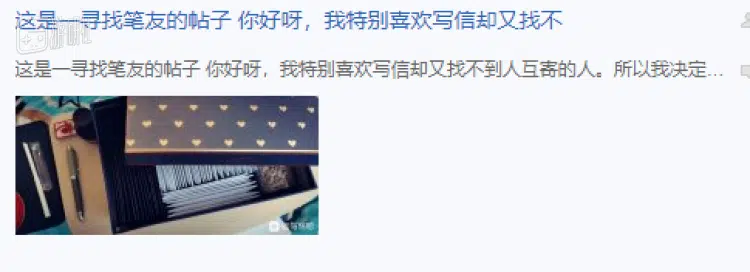 这是一寻找笔友的帖子 你好呀，我特别喜欢写信却又找不
这是一寻找笔友的帖子 你好呀，我特别喜欢写信却又找不到人互寄的人。所以我决定...